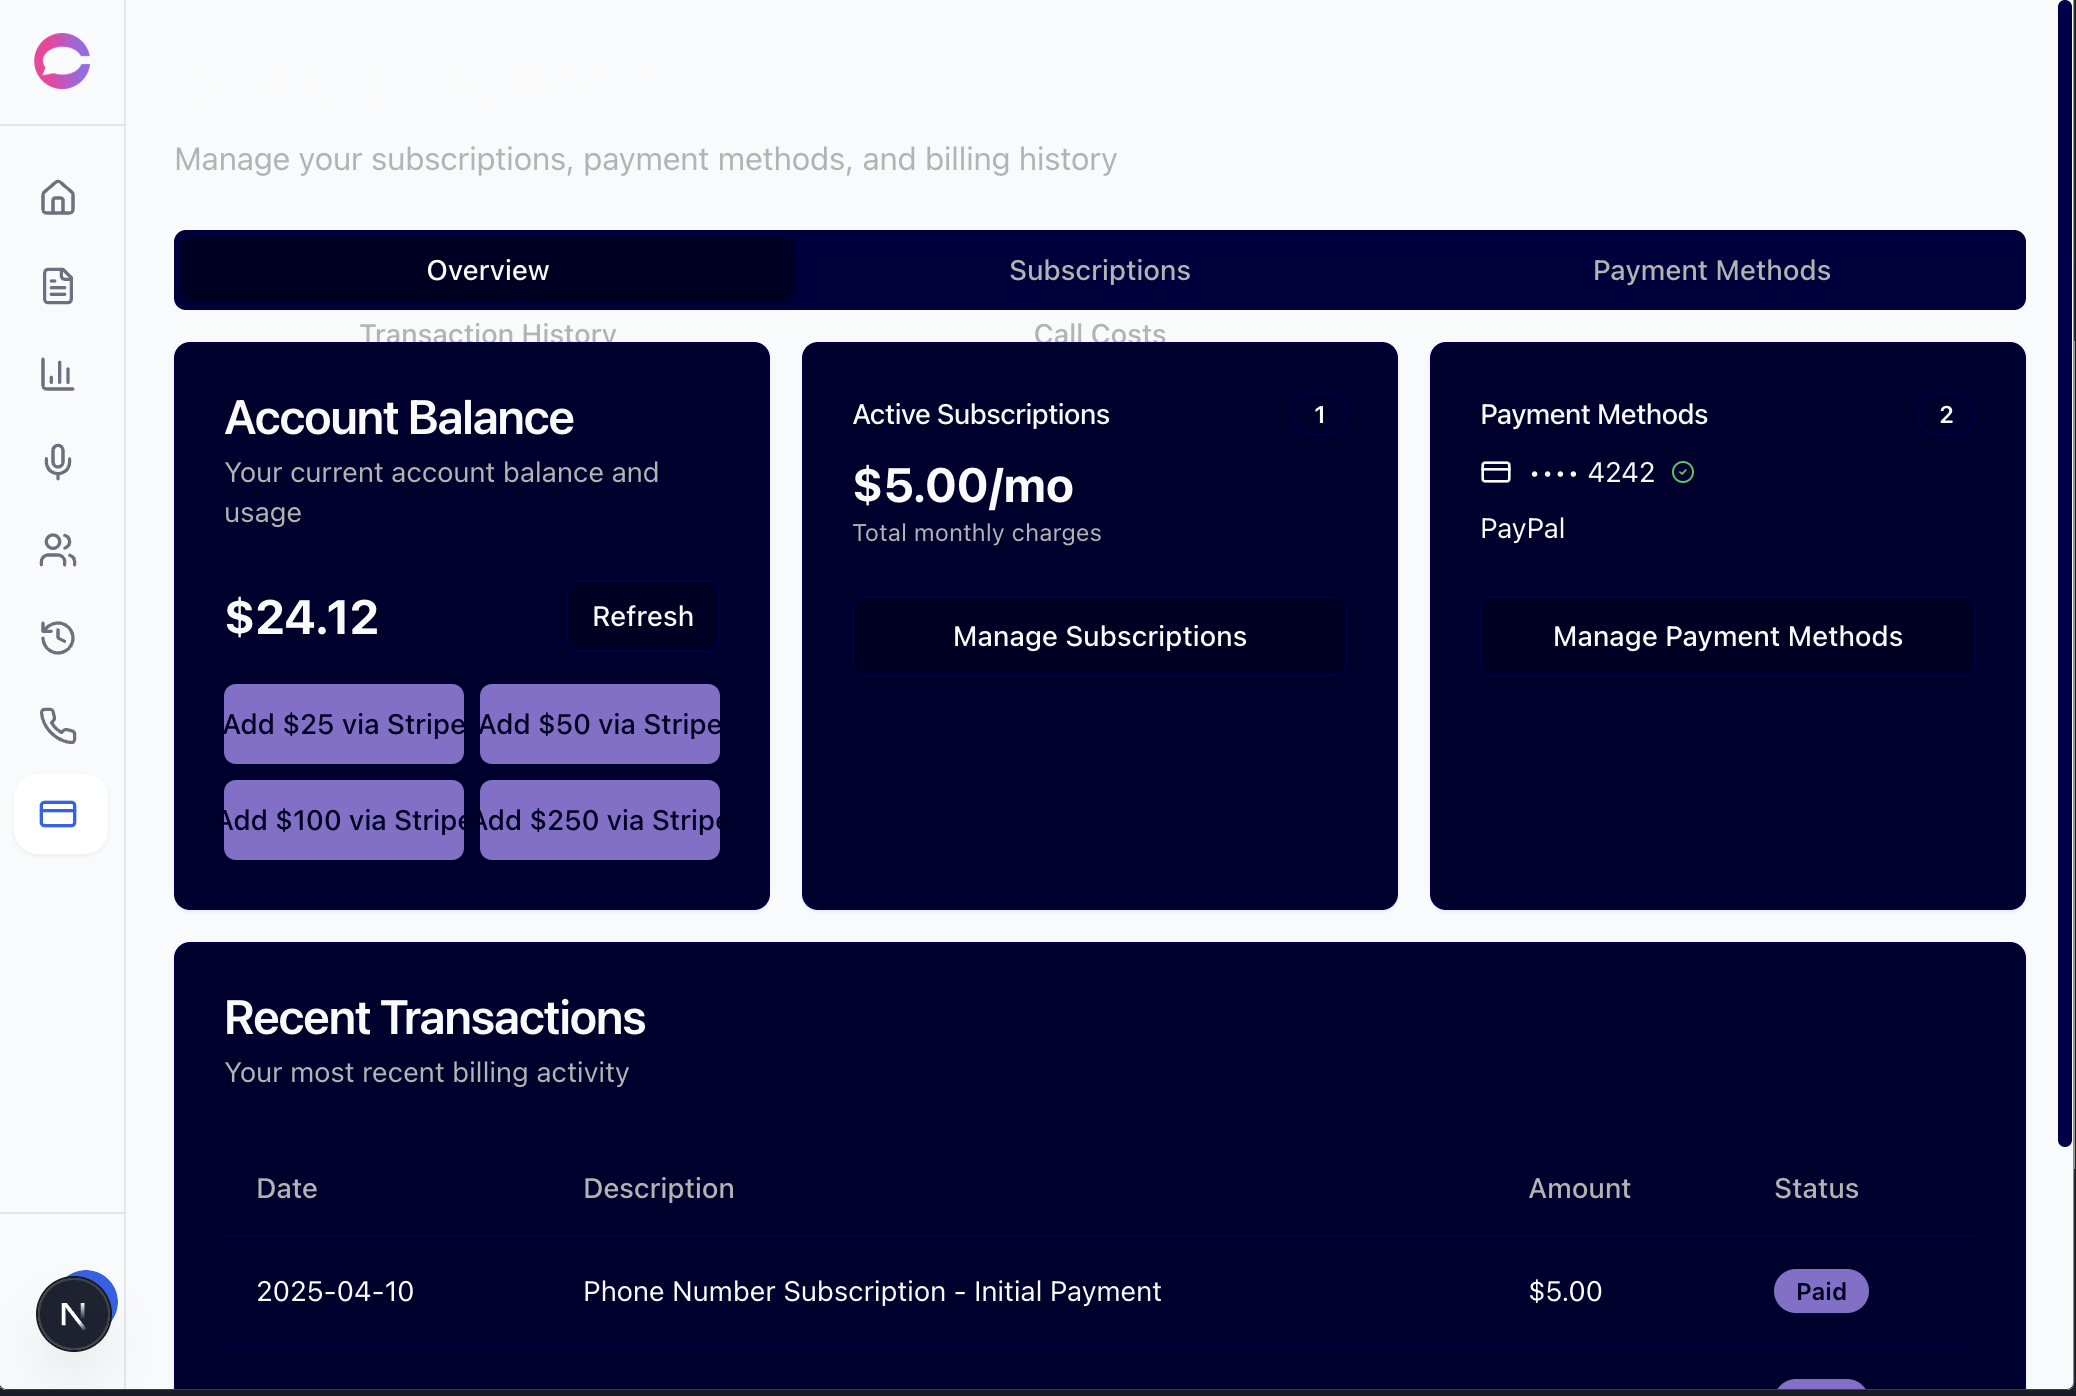 Manage your subscriptions, payment methods, and billing history
Overview
Subscriptions
Payment Methods
Transaction History
Call Costs
Account Balance
Your current account balance and
usage
$24.12
Refresh
Add $25 via Stripe
Add $50 via Stripe
Add $100 via Stripe
Add $250 via Stripe
Active Subscriptions
1
$5.00/mo
Total monthly charges
Manage Subscriptions
Payment Methods
2
•••• 4242
PayPal
Manage Payment Methods
Recent Transactions
Your most recent billing activity
Date
Description
Amount
Status
2025-04-10
Phone Number Subscription - Initial Payment
$5.00
Paid
N